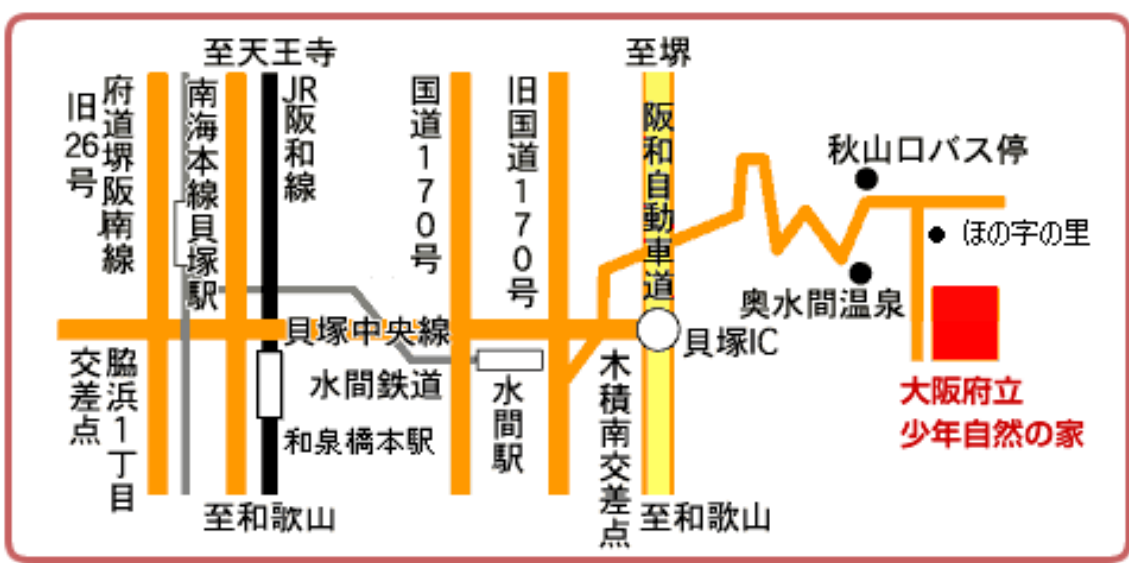 至天王寺
至堺
旧26号
府道堺阪南線
南海本線貝塚駅
JR阪和線
国道170号
旧国道170号
阪和自動車道
秋山口バス停
ほの字の里
奥水間温泉
貝塚中央線
貝塚IC
脇浜1丁目
交差点
水間鉄道
水間駅
木積南交差点
和泉橋本駅
大阪府立
少年自然の家
至和歌山
至和歌山